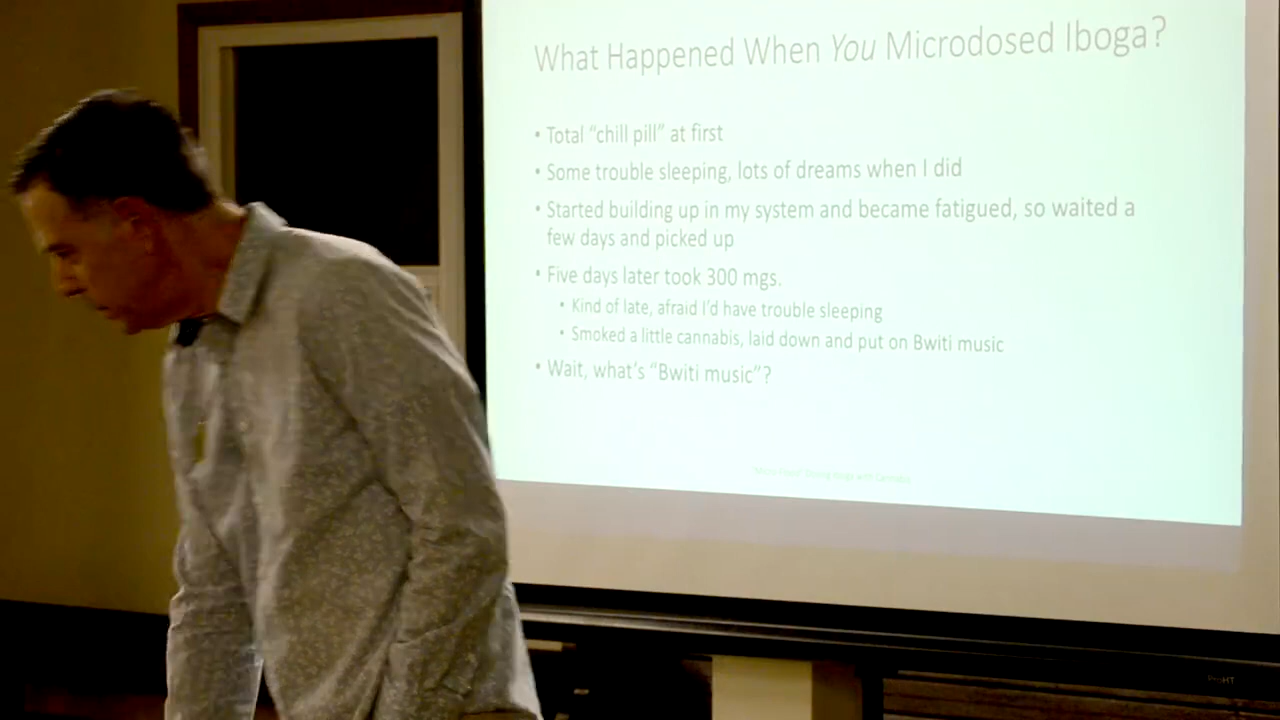 What Happened When You Microdosed Iboga?
• Total “chill pill” at first
• Some trouble sleeping, lots of dreams when I did
• Started building up in my system and became fatigued, so waited a
few days and picked up
• Five days later took 300 mgs.
• Kind of late, afraid I’d have trouble sleeping
• Smoked a little cannabis, laid down and put on Bwiti music
• Wait, what’s “Bwiti music”?
with Cannabis